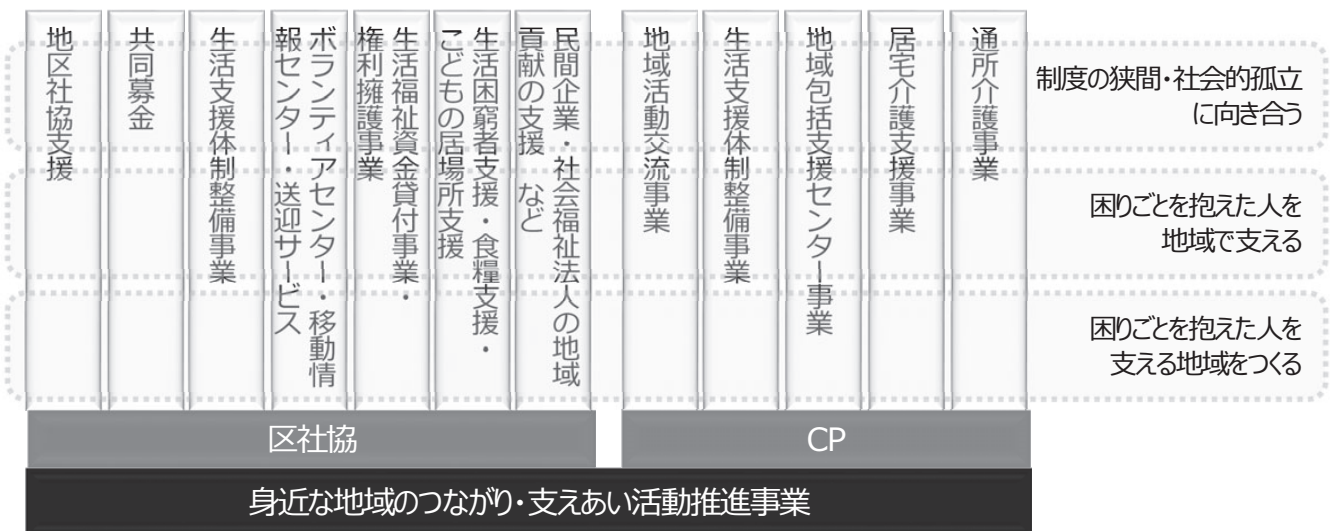 地区社協支援
共同募金
生活支援体制整備事業
ボランティアセンター・移動情
報センター・送迎サービス
生活福祉資金貸付事業・
権利擁護事業
生活困窮者支援・食糧支援・
こどもの居場所支援
民間企業・社会福祉法人の地域
貢献の支援 など
地域活動交流事業
生活支援体制整備事業
地域包括支援センター事業
居宅介護支援事業
通所介護事業
制度の狭間・社会的孤立
に向き合う
困りごとを抱えた人を
地域で支える
困りごとを抱えた人を
支える地域をつくる
区社協
CP
身近な地域のつながり・支えあい活動推進事業